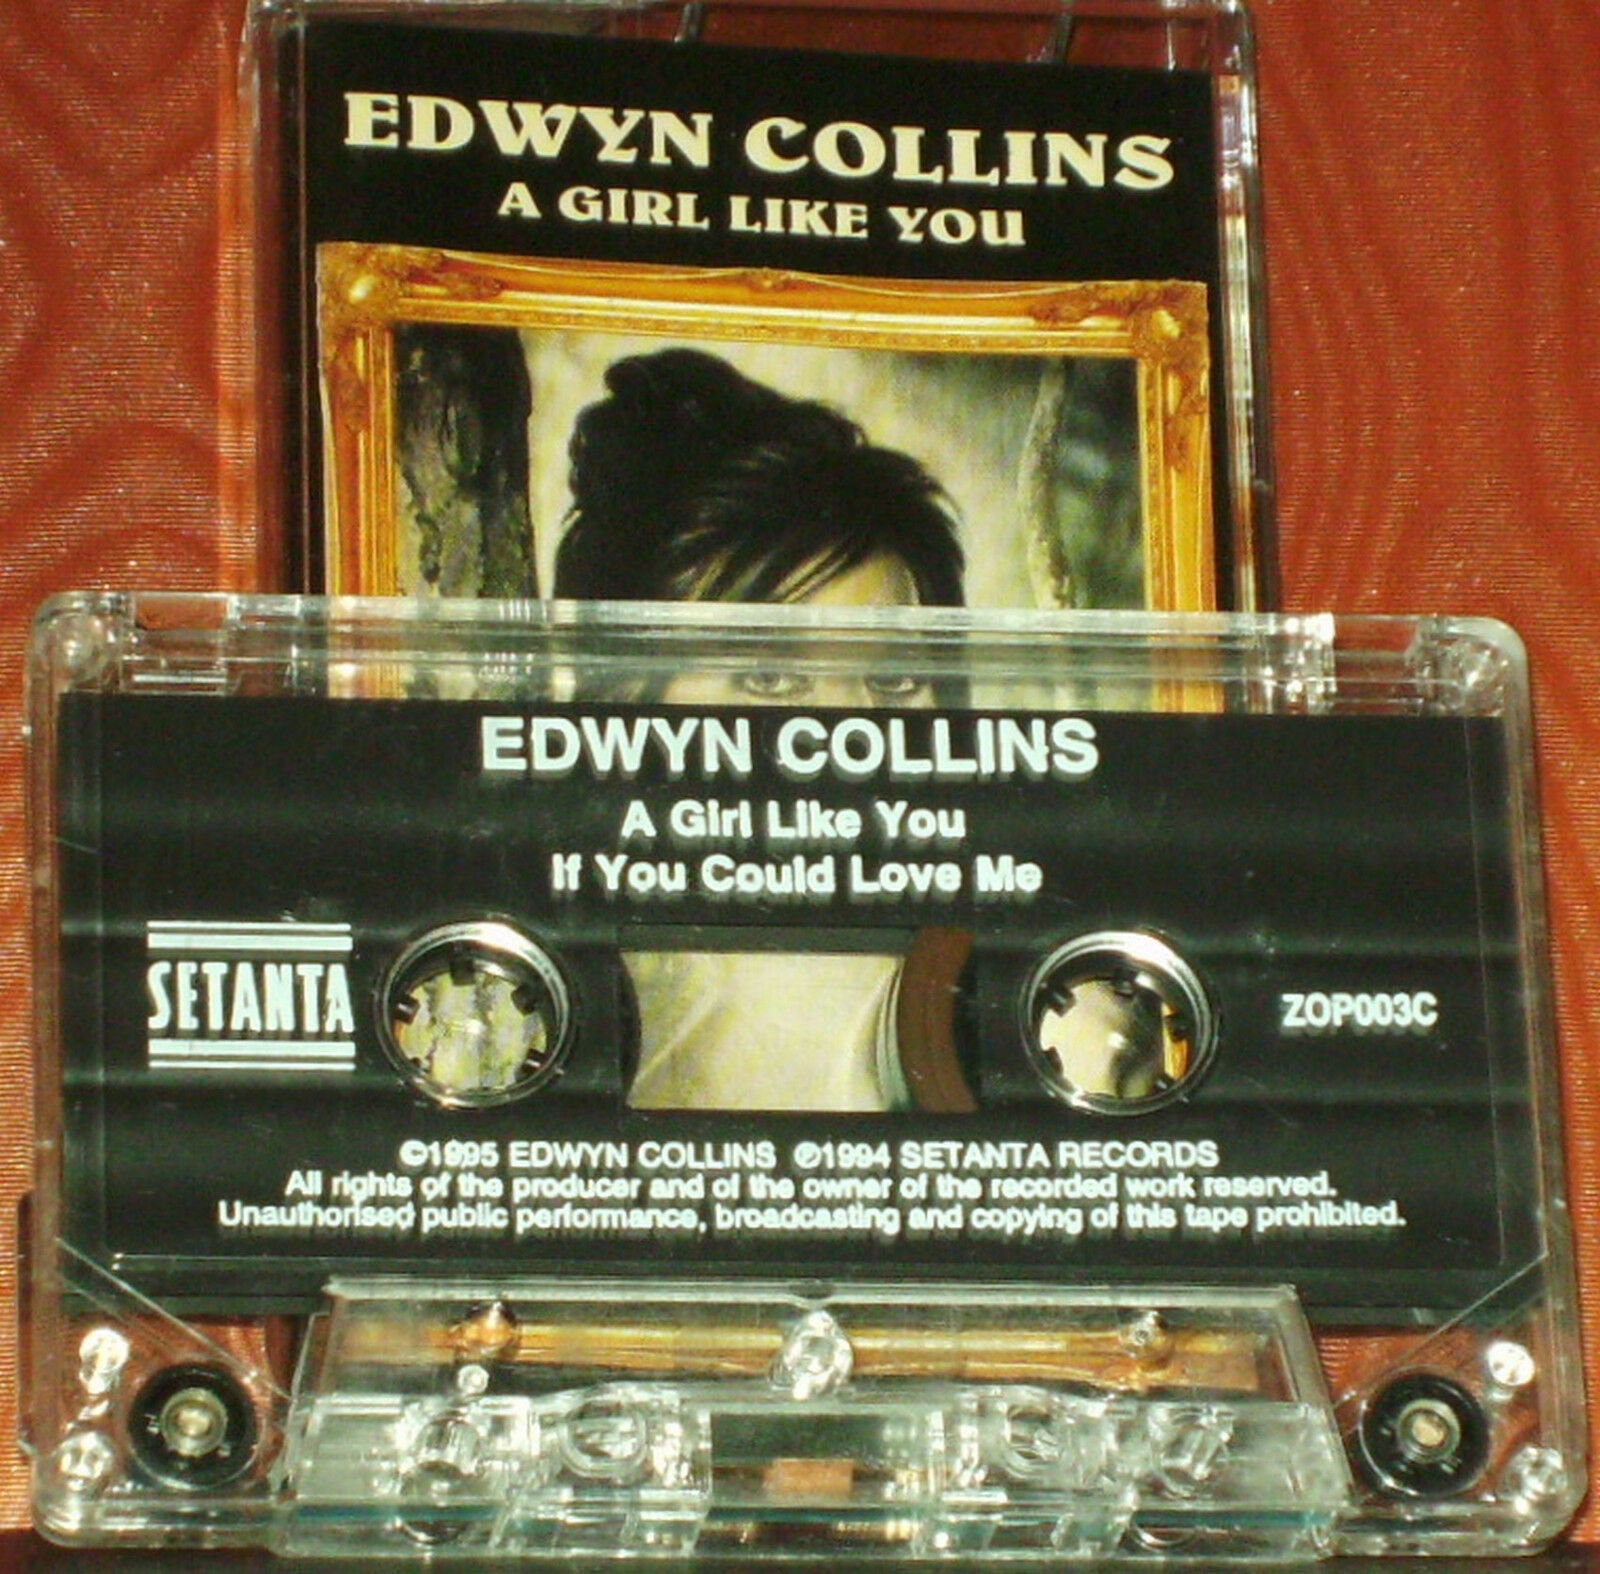 EDWYN COLLINS
A GIRL LIKE YOU
EDWYN COLLINS
A Girl Like You
If You Could Love Me
SETANTA
ZOP003C
©1995 EDWYN COLLINS ℗1994 SETANTA RECORDS
All rights of the producer and of the owner of the recorded work reserved.
Unauthorised public performance, broadcasting and copying of this tape prohibited.